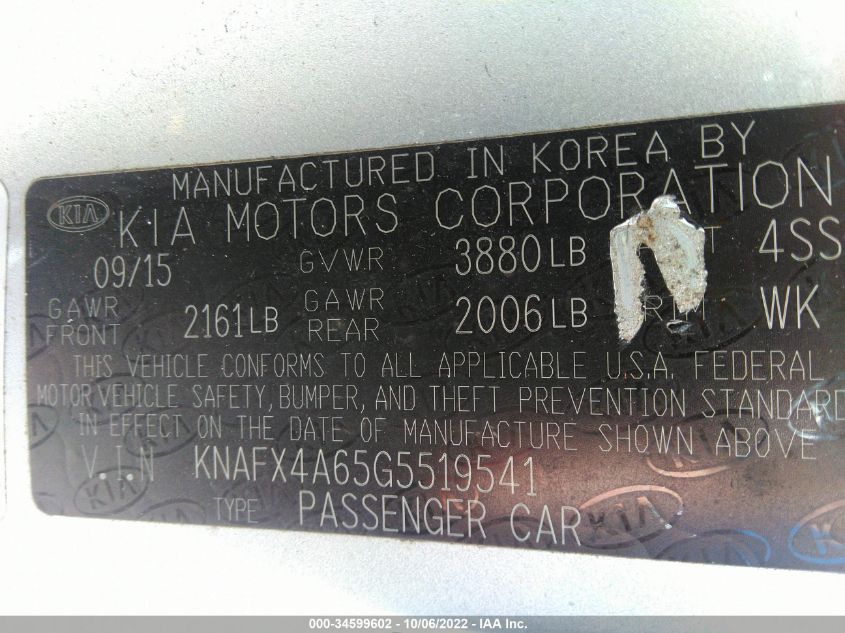 MANUFACTURED IN KOREA BY
KIA KIA MOTORS CORPORATION
09/15 GVWR 3880LB T 4SS
GAWR FRONT 2161LB GAWR REAR 2006LB WK
THIS VEHICLE CONFORMS TO ALL APPLICABLE U.S.A. FEDERAL
MOTOR VEHICLE SAFETY, BUMPER, AND THEFT PREVENTION STANDARD
IN EFFECT ON THE DATE OF MANUFACTURE SHOWN ABOVE
V.I.N KNAFX4A65G5519541
TYPE PASSENGER CAR
000-34599602 - 10/06/2022 - IAA Inc.